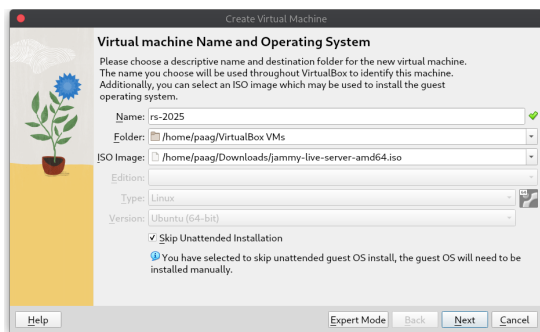 Create Virtual Machine
Virtual machine Name and Operating System
Please choose a descriptive name and destination folder for the new virtual machine.
The name you choose will be used throughout VirtualBox to identify this machine.
Additionally, you can select an ISO image which may be used to install the guest
operating system.
Name: rs-2025
Folder: /home/paag/VirtualBox VMs
ISO Image: /home/paag/Downloads/jammy-live-server-amd64.iso
Edition:
Type: Linux
64
Version: Ubuntu (64-bit)
Skip Unattended Installation
You have selected to skip unattended guest OS install, the guest OS will need to be
installed manually.
Help Expert Mode Back Next Cancel